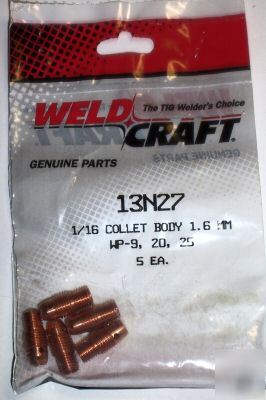 WELD
CRAFT.
The TIG Welder's Choice
GENUINE PARTS
13N27
1/16 COLLET BODY 1.6 MM
WP-9, 20, 25
5 EA.